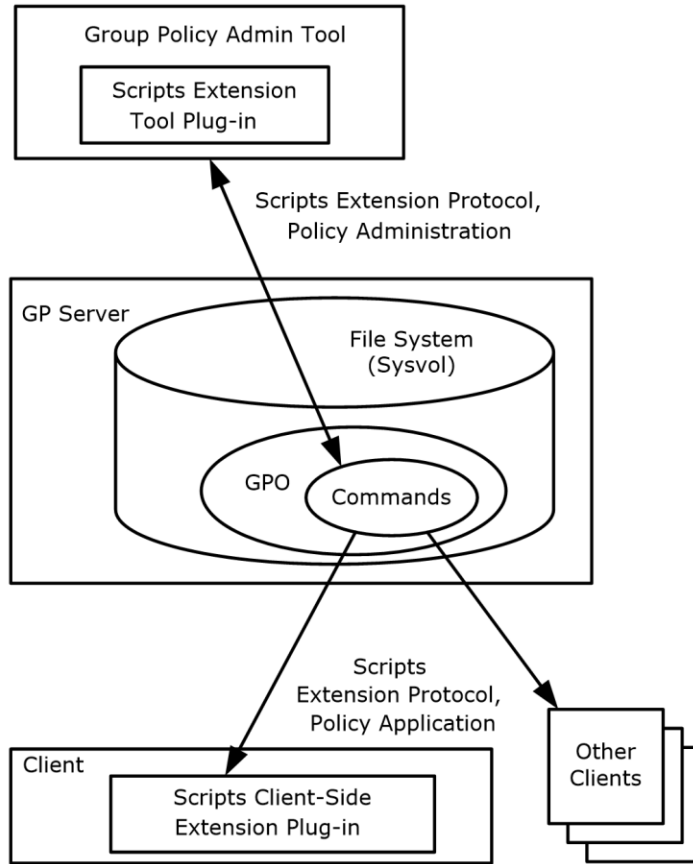 Group Policy Admin Tool
Scripts Extension
Tool Plug-in
Scripts Extension Protocol,
Policy Administration
GP Server
File System
(Sysvol)
GPO
Commands
Scripts
Extension Protocol,
Policy Application
Client
Scripts Client-Side
Extension Plug-in
Other
Clients